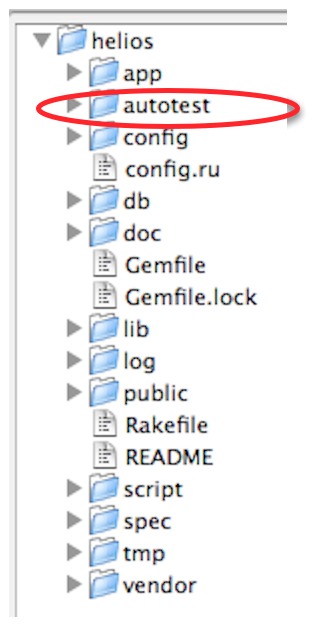 helios
app
autotest
config
config.ru
db
doc
Gemfile
Gemfile.lock
lib
log
public
Rakefile
README
script
spec
tmp
vendor